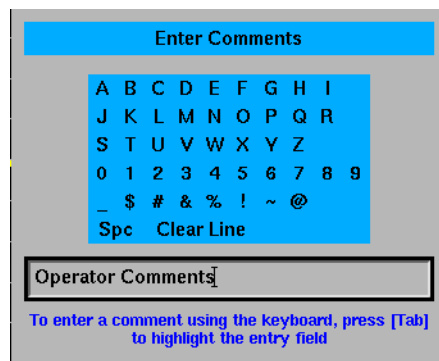 Enter Comments
A B C D E F G H I
J K L M N O P Q R
S T U V W X Y Z
0 1 2 3 4 5 6 7 8 9
_ $ # & % ! ~ @
Spc Clear Line
Operator Comments
To enter a comment using the keyboard, press [Tab]
to highlight the entry field